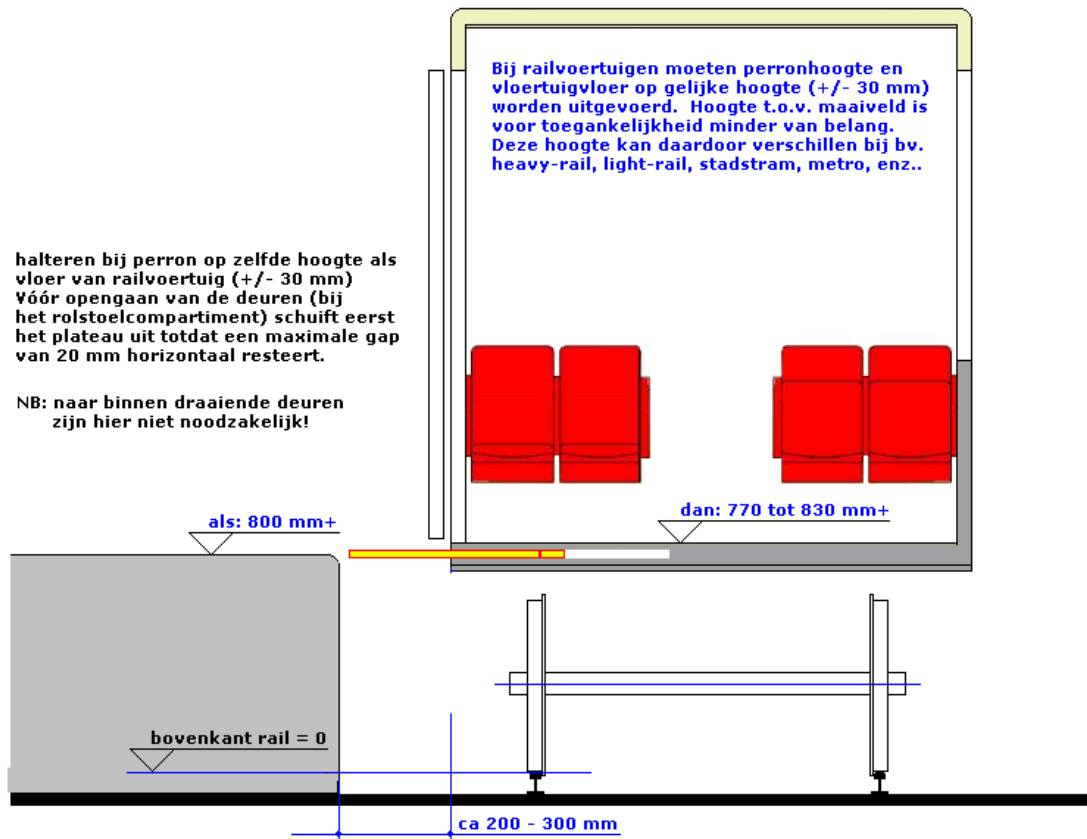 Bij railvoertuigen moeten perronhoogte en
vloertuigvloer op gelijke hoogte (+/- 30 mm)
worden uitgevoerd. Hoogte t.o.v. maaiveld is
voor toegankelijkheid minder van belang.
Deze hoogte kan daardoor verschillen bij bv.
heavy-rail, light-rail, stadstram, metro, enz..
halteren bij perron op zelfde hoogte als
vloer van railvoertuig (+/- 30 mm)
Vóór opengaan van de deuren (bij
het rolstoelcompartiment) schuift eerst
het plateau uit totdat een maximale gap
van 20 mm horizontaal resteert.
NB: naar binnen draaiende deuren
zijn hier niet noodzakelijk!
als: 800 mm+
dan: 770 tot 830 mm+
bovenkant rail = 0
ca 200 - 300 mm